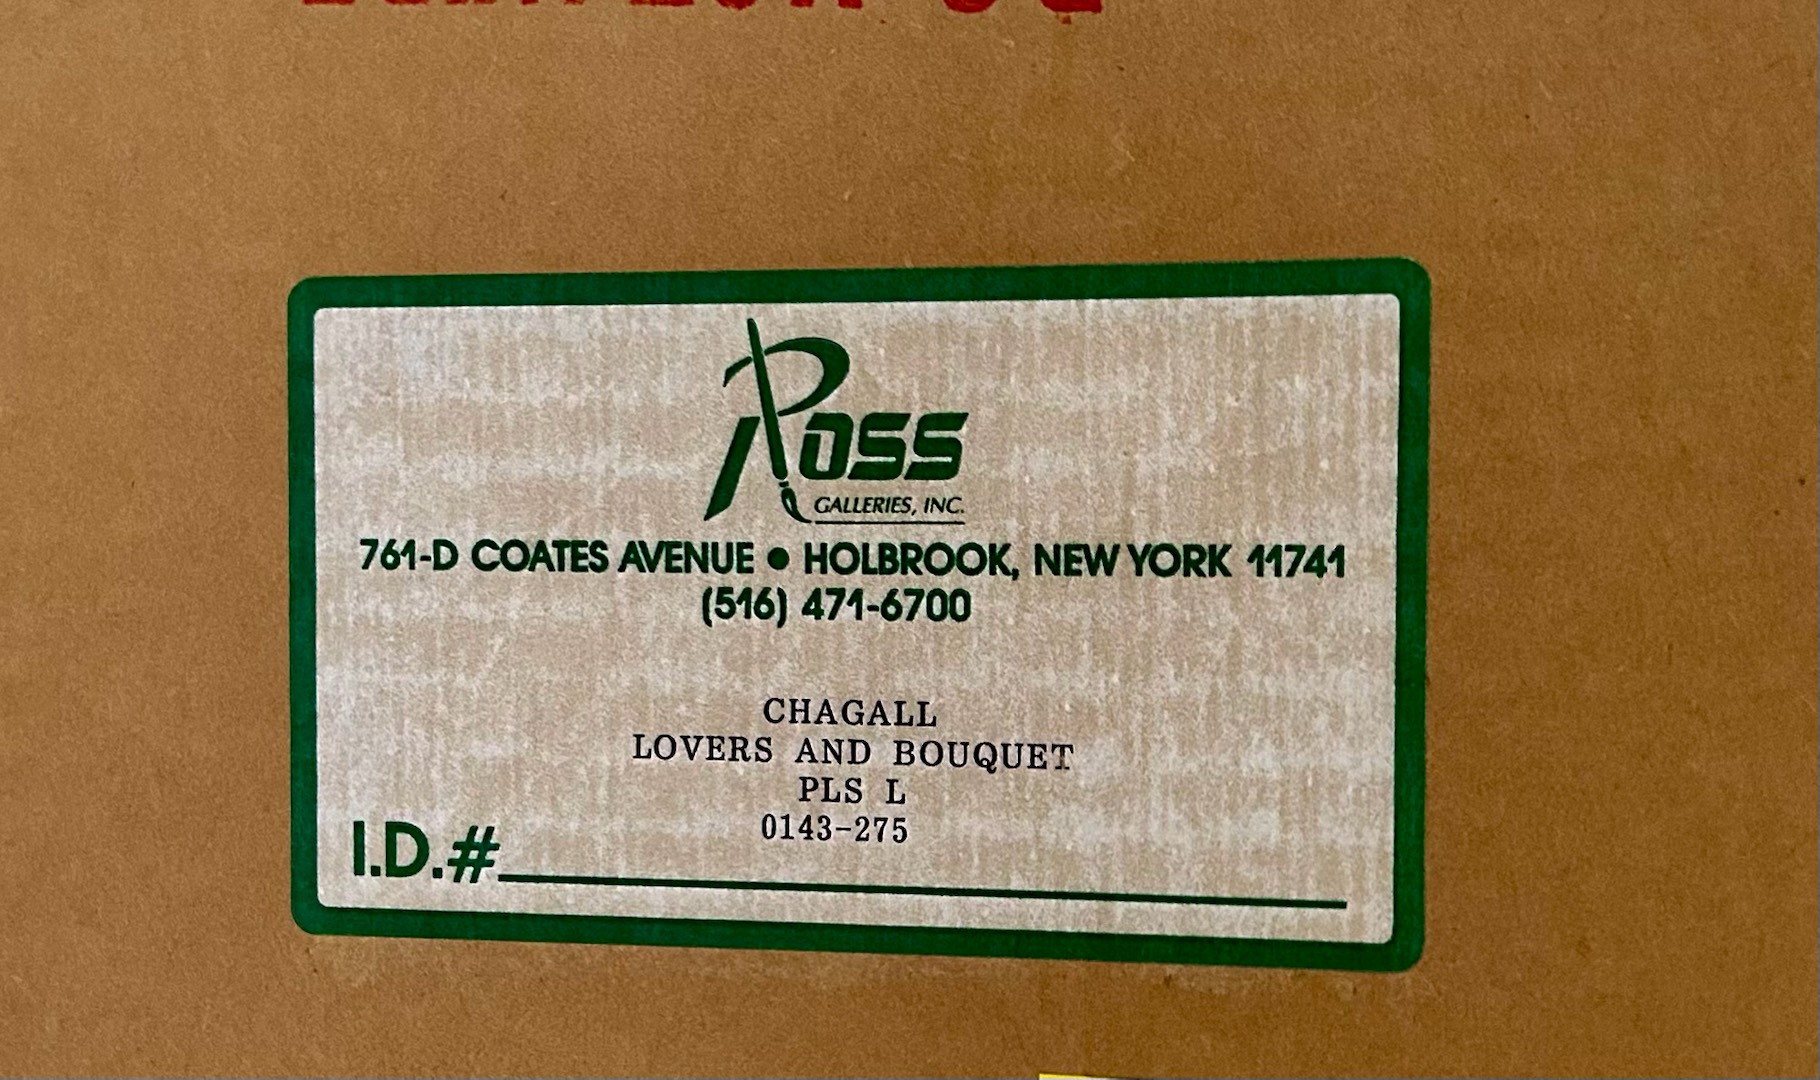 ROSS
GALLERIES, INC.
761-D COATES AVENUE • HOLBROOK, NEW YORK 11741
(516) 471-6700
CHAGALL
LOVERS AND BOUQUET
PLS L
0143-275
I.D.#